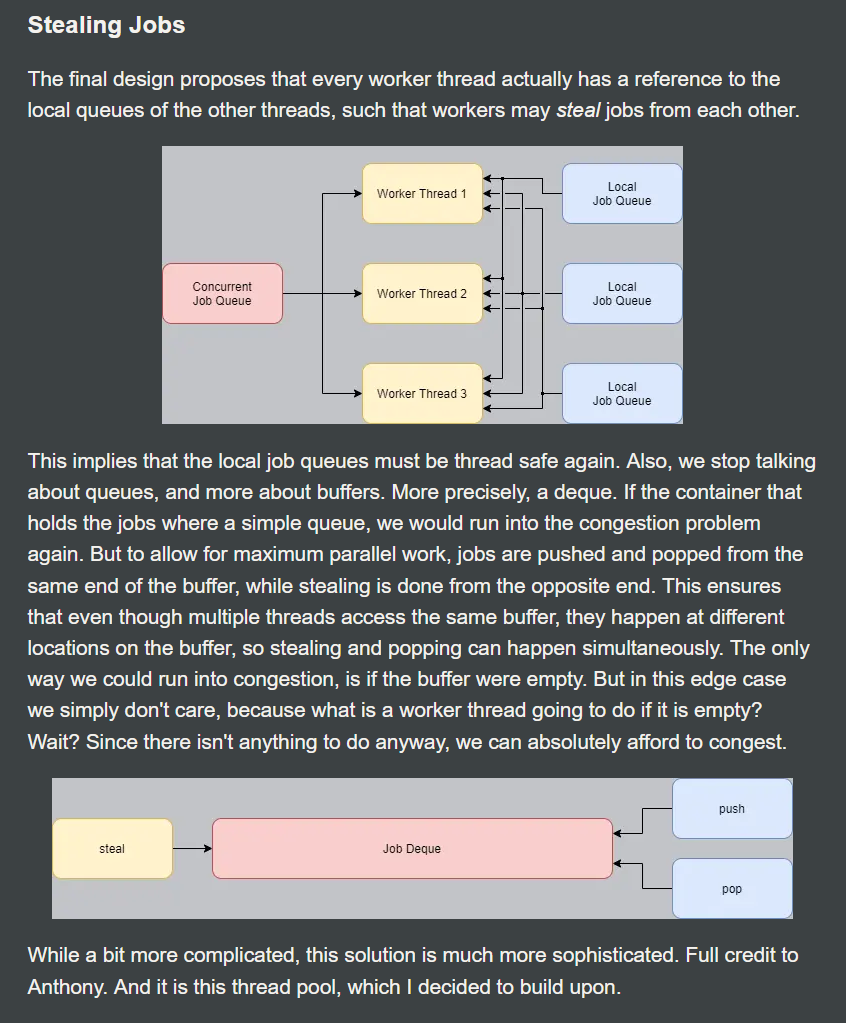 Stealing Jobs
The final design proposes that every worker thread actually has a reference to the
local queues of the other threads, such that workers may steal jobs from each other.
Worker Thread 1
Local
Job Queue
Concurrent
Job Queue
Worker Thread 2
Local
Job Queue
Worker Thread 3
Local
Job Queue
This implies that the local job queues must be thread safe again. Also, we stop talking
about queues, and more about buffers. More precisely, a deque. If the container that
holds the jobs where a simple queue, we would run into the congestion problem
again. But to allow for maximum parallel work, jobs are pushed and popped from the
same end of the buffer, while stealing is done from the opposite end. This ensures
that even though multiple threads access the same buffer, they happen at different
locations on the buffer, so stealing and popping can happen simultaneously. The only
way we could run into congestion, is if the buffer were empty. But in this edge case
we simply don't care, because what is a worker thread going to do if it is empty?
Wait? Since there isn't anything to do anyway, we can absolutely afford to congest.
push
steal
Job Deque
pop
While a bit more complicated, this solution is much more sophisticated. Full credit to
Anthony. And it is this thread pool, which I decided to build upon.